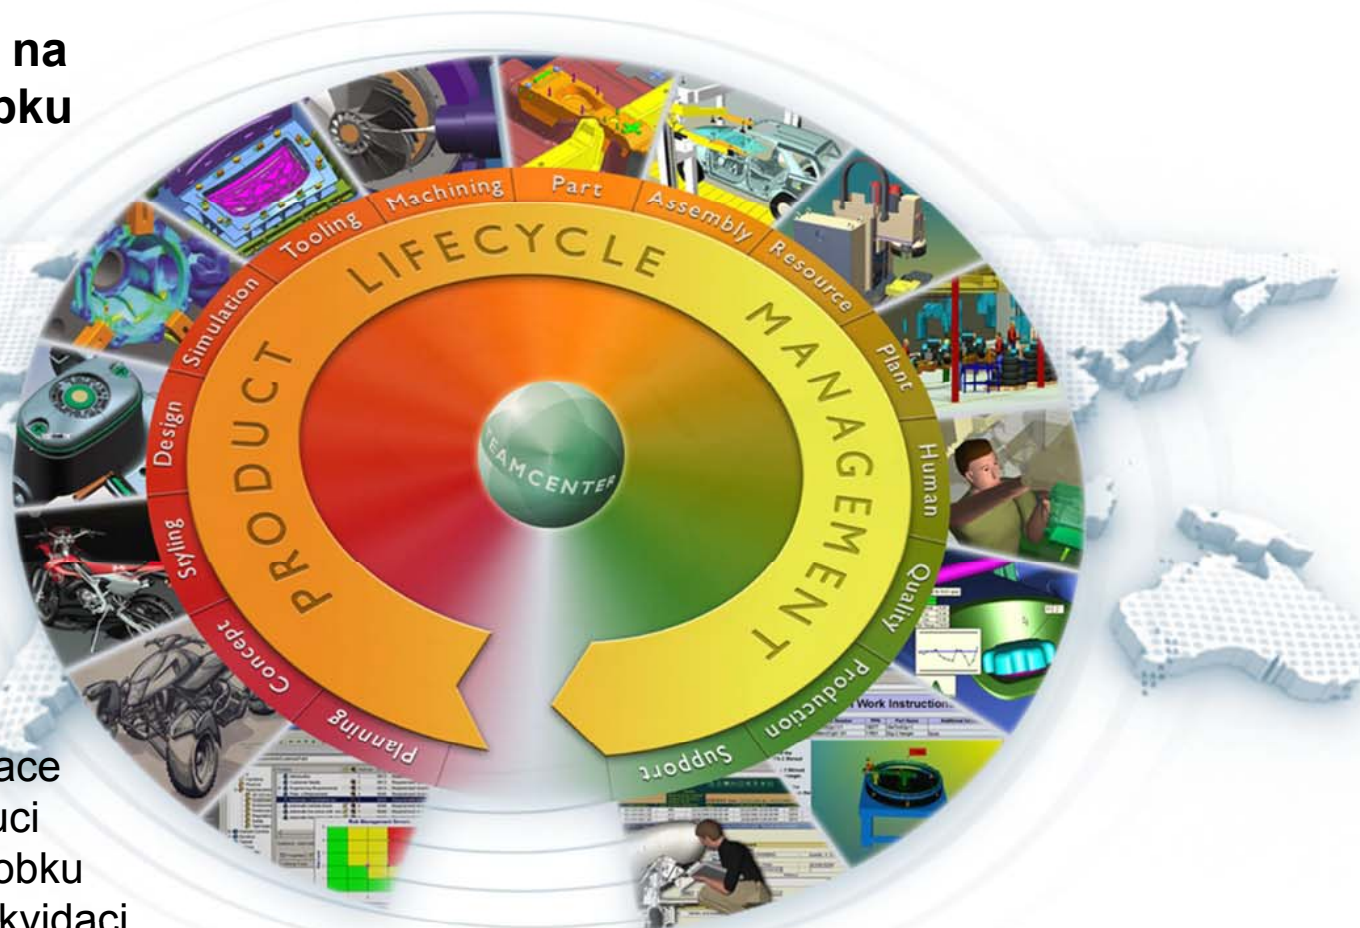 na
obku
Planning
Concept
Styling
Design
Simulation
Tooling
Machining
Part
Assembly
Resource
Plant
Human
Quality
Production
Support
PRODUCT LIFECYCLE MANAGEMENT
TEAMCENTER
Work Instruction
ace
uci
obku
kvidaci